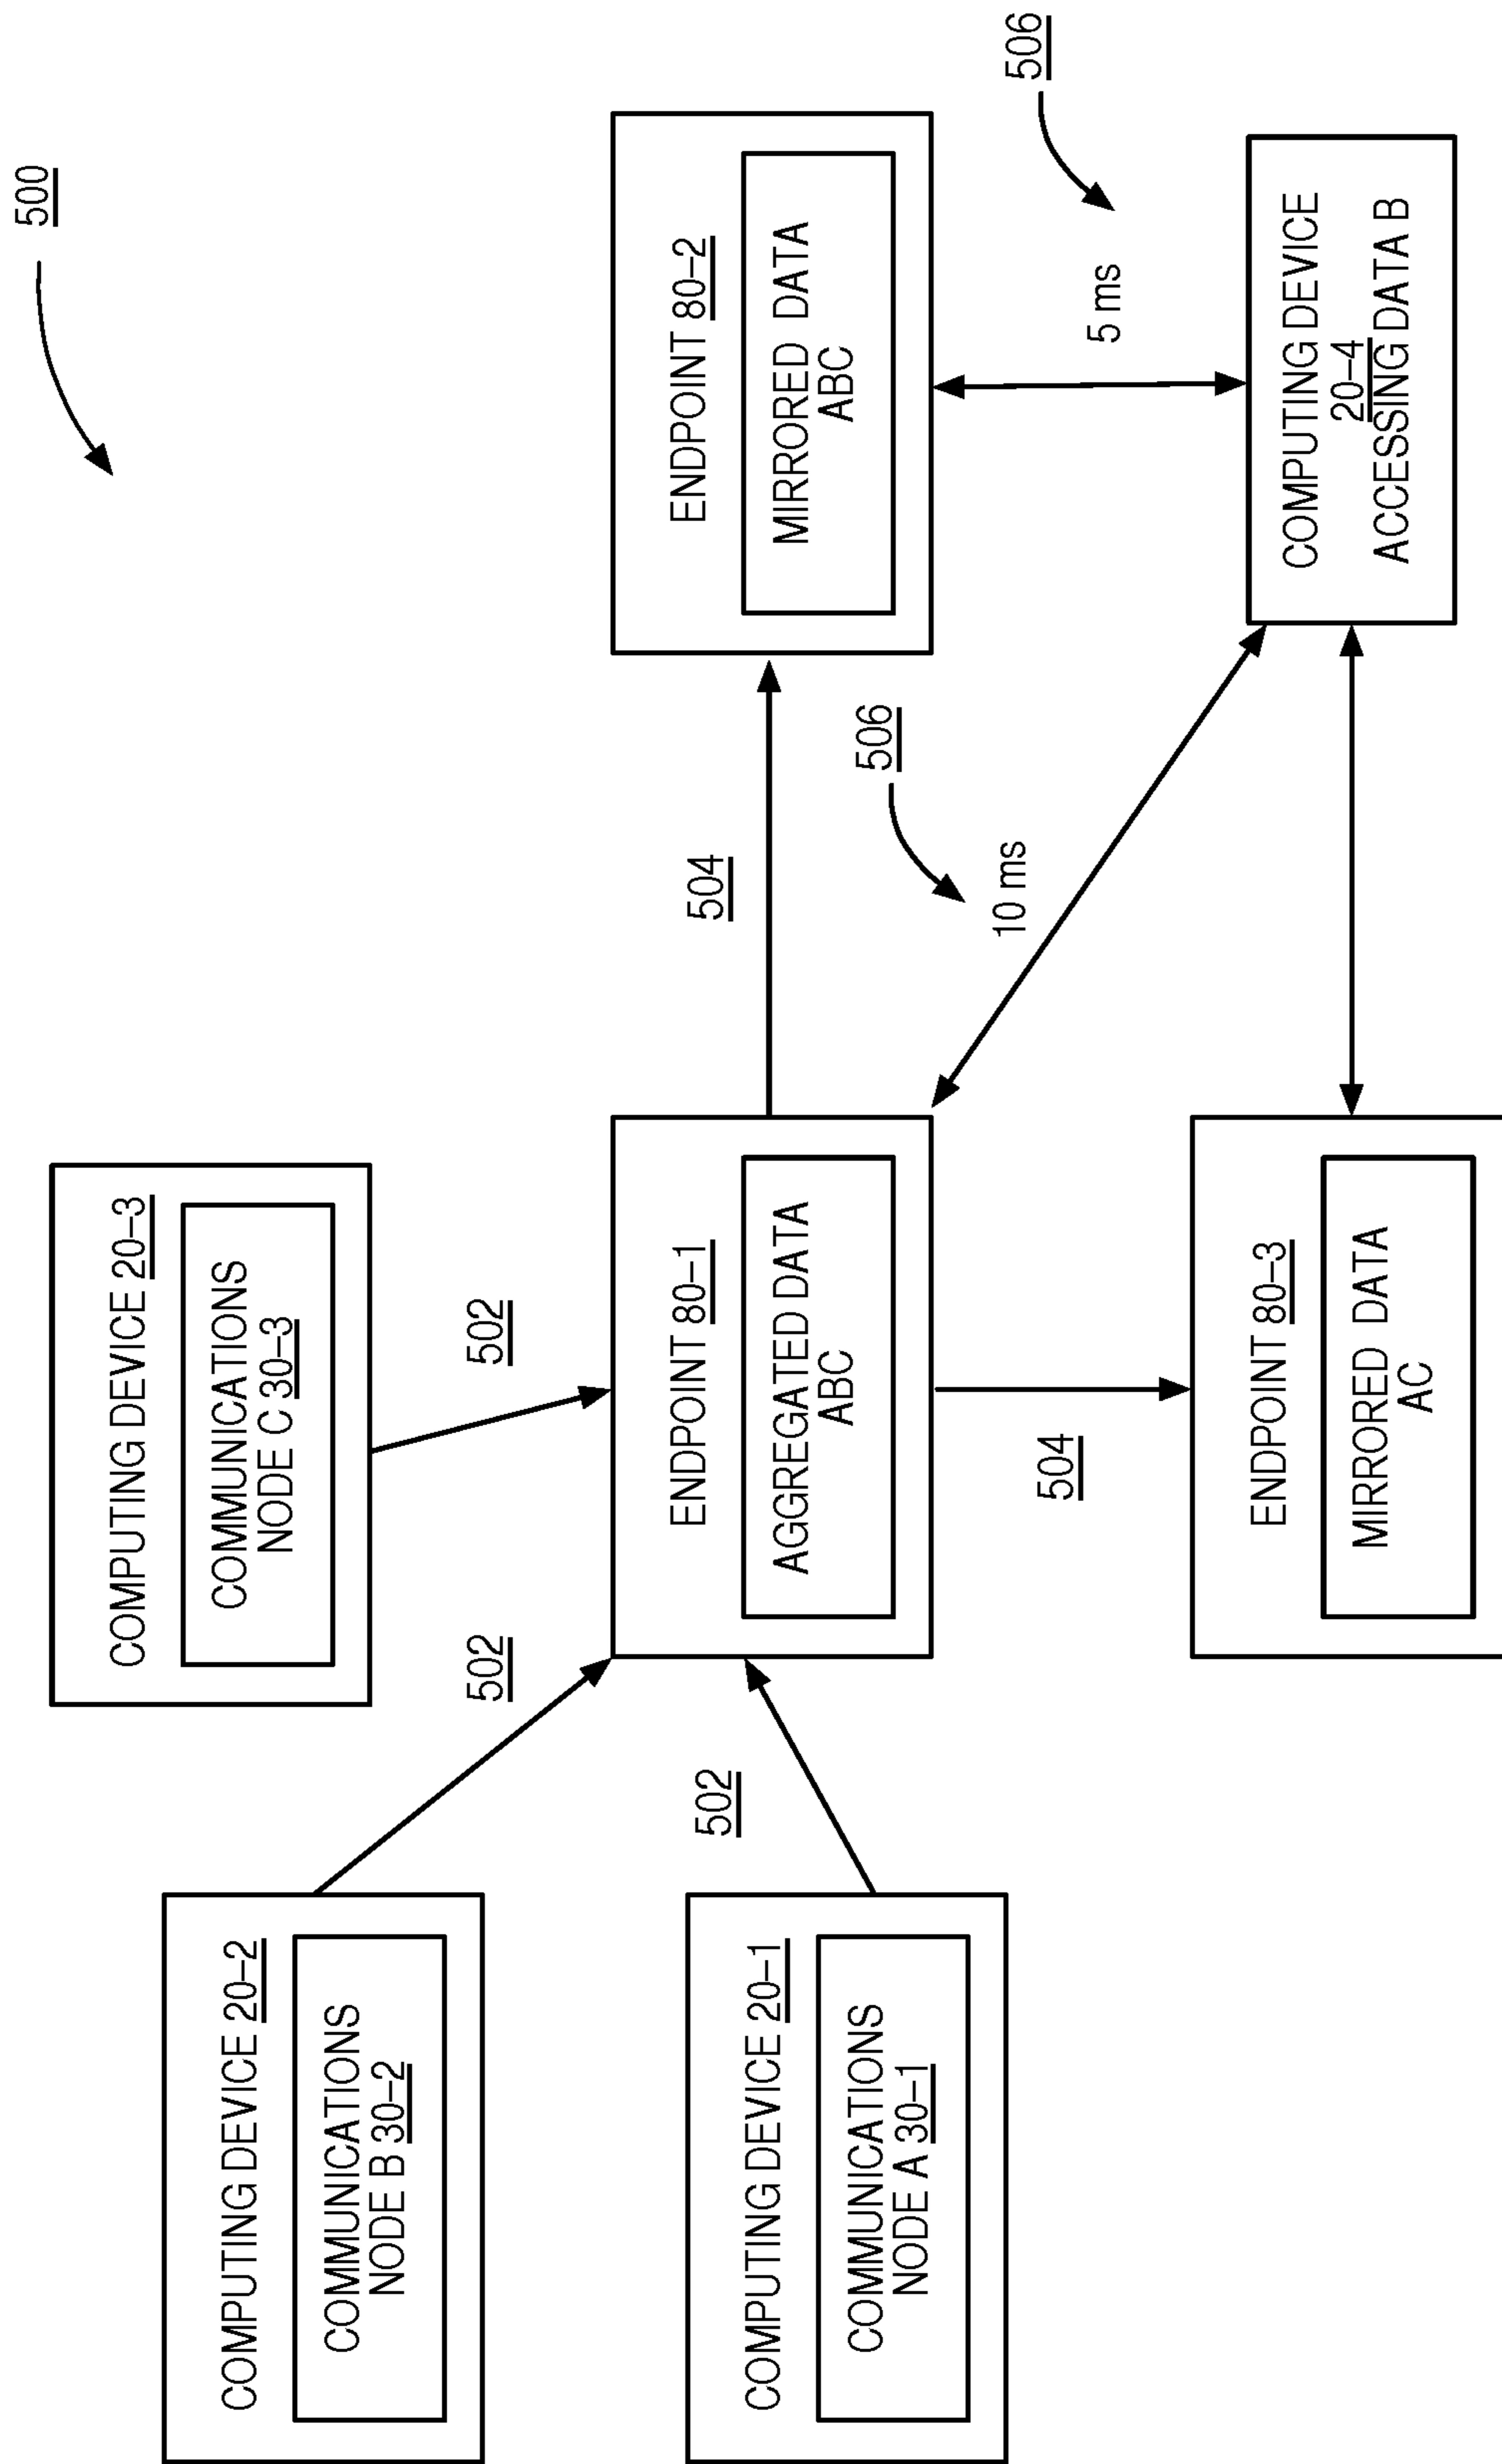 500
COMPUTING DEVICE 20-3
COMMUNICATIONS
NODE C 30-3
COMPUTING DEVICE 20-2
COMMUNICATIONS
NODE B 30-2
502
502
ENDPOINT 80-1
AGGREGATED DATA
ABC
504
ENDPOINT 80-2
MIRRORED DATA
ABC
502
COMPUTING DEVICE 20-1
COMMUNICATIONS
NODE A 30-1
506
10 ms
5 ms
506
504
ENDPOINT 80-3
MIRRORED DATA
AC
COMPUTING DEVICE
20-4
ACCESSING DATA B